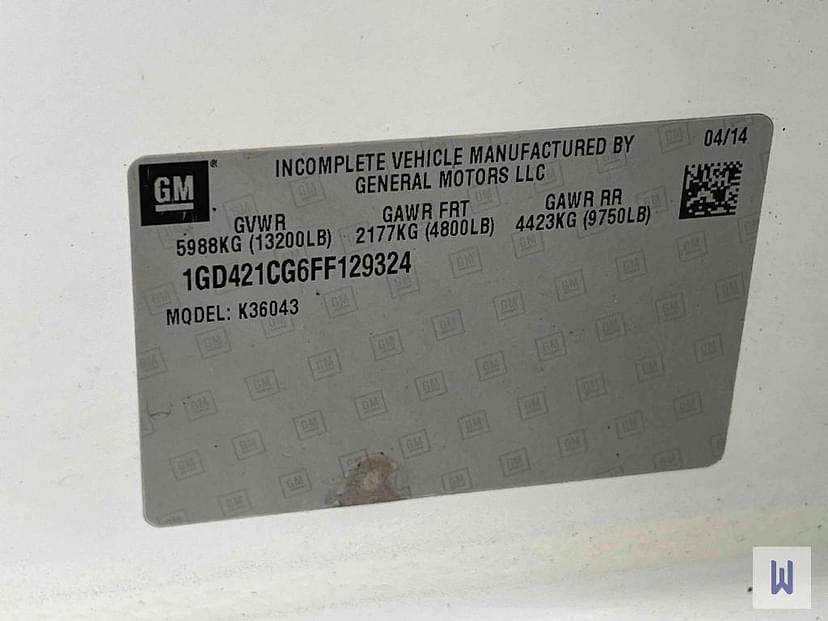 GM
INCOMPLETE VEHICLE MANUFACTURED BY
GENERAL MOTORS LLC
04/14
GVWR GAWR FRT GAWR RR
5988KG (13200LB) 2177KG (4800LB) 4423KG (9750LB)
1GD421CG6FF129324
MODEL: K36043
W